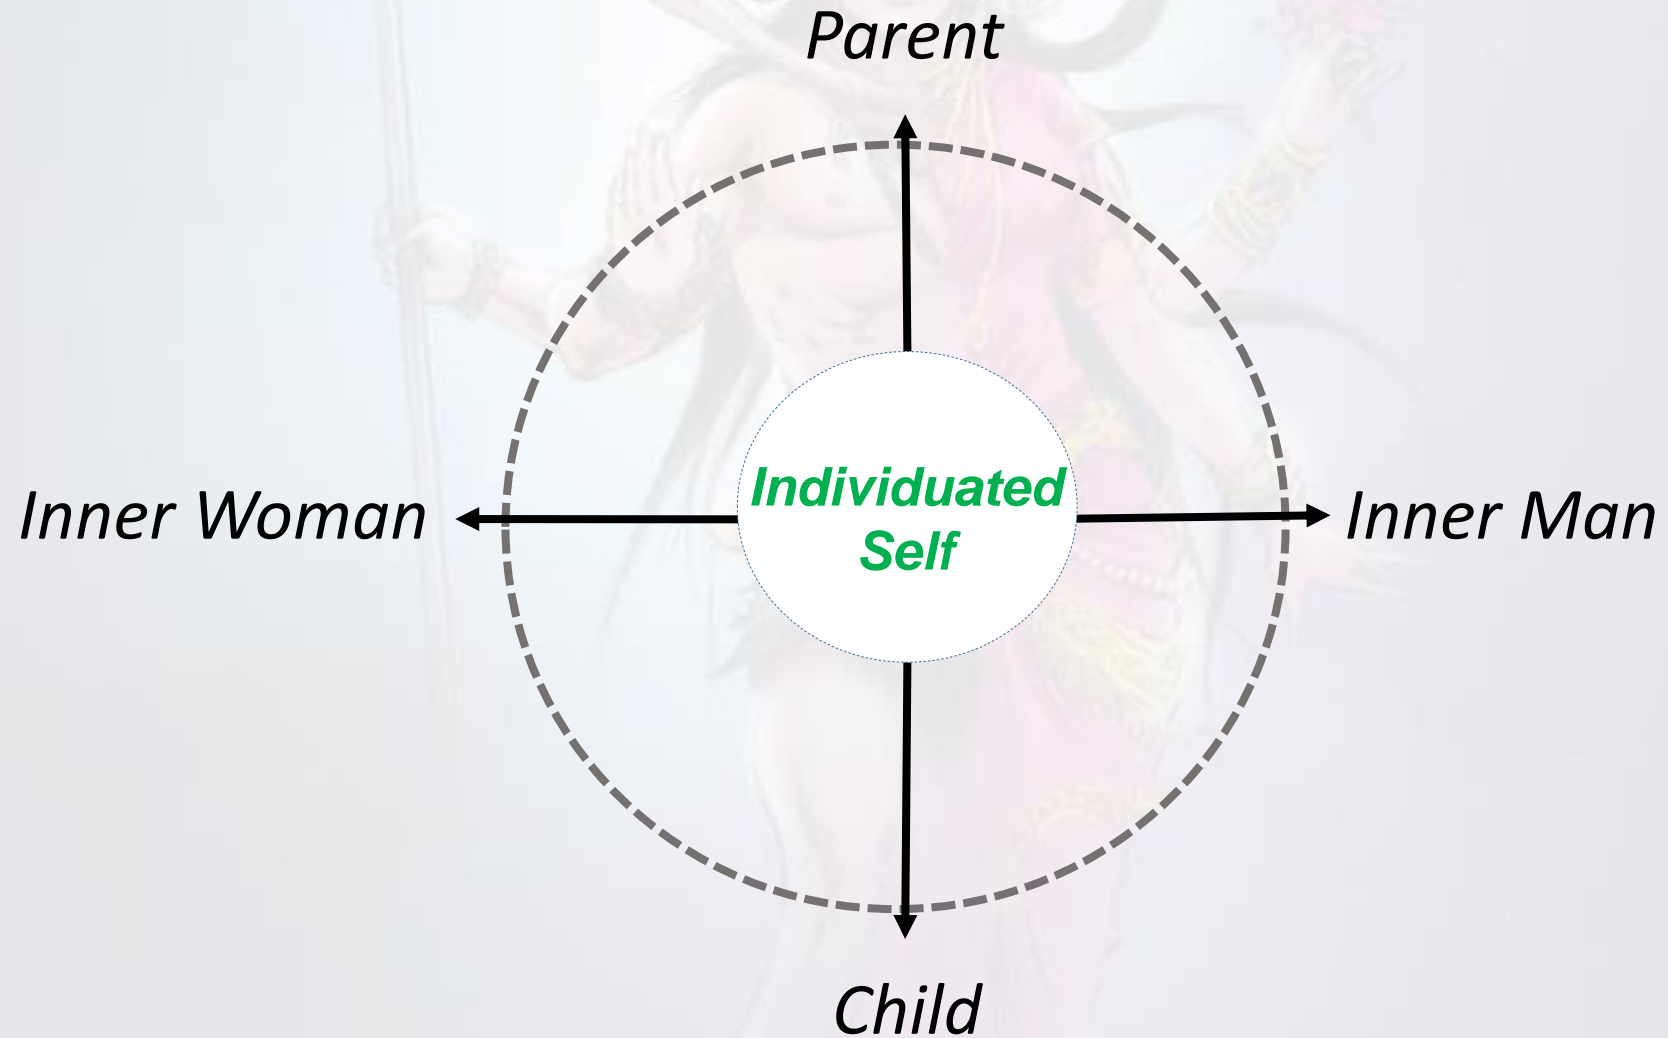 Parent
Inner Woman
Individuated
Self
Inner Man
Child